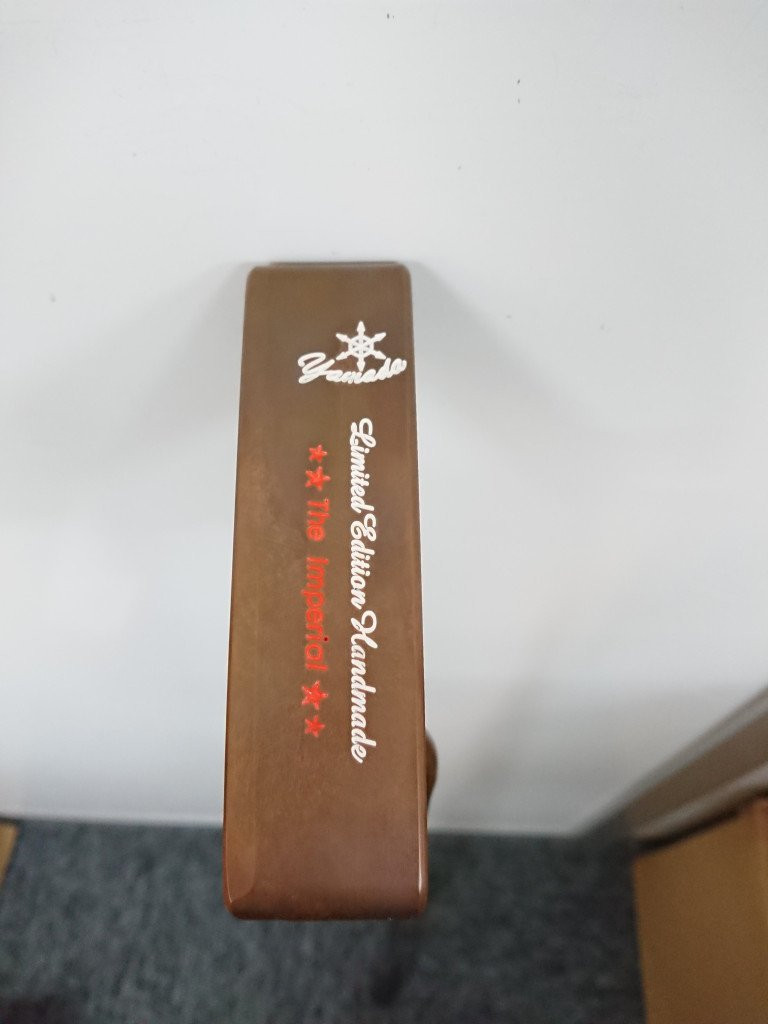 Yamada
Limited Edition Handmade
★★ The Imperial ★★